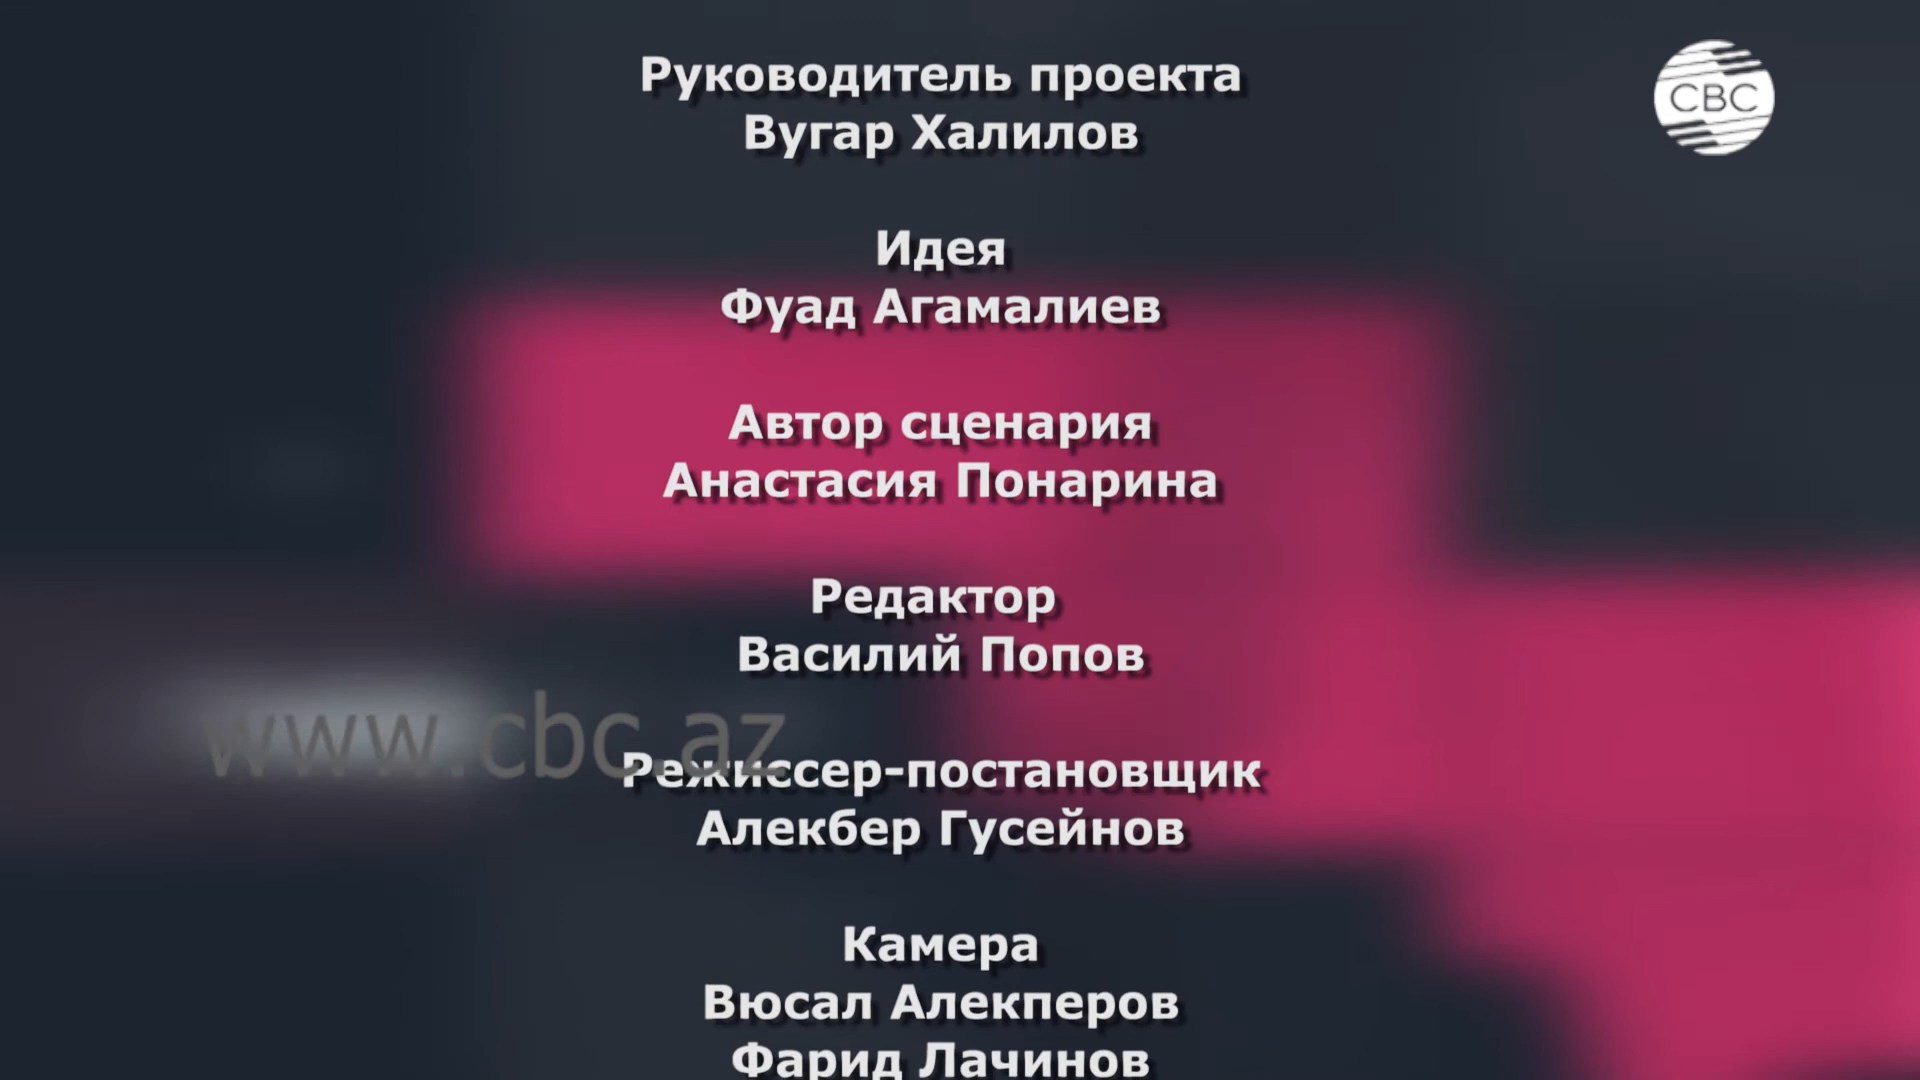 Руководитель проекта
CBC
Вугар Халилов
Идея
Фуад Агамалиев
Автор сценария
Анастасия Понарина
Редактор
Василий Попов
www.cbc.az
Режиссер-постановщик
Алекбер Гусейнов
Камера
Вюсал Алекперов
Фарид Лачинов